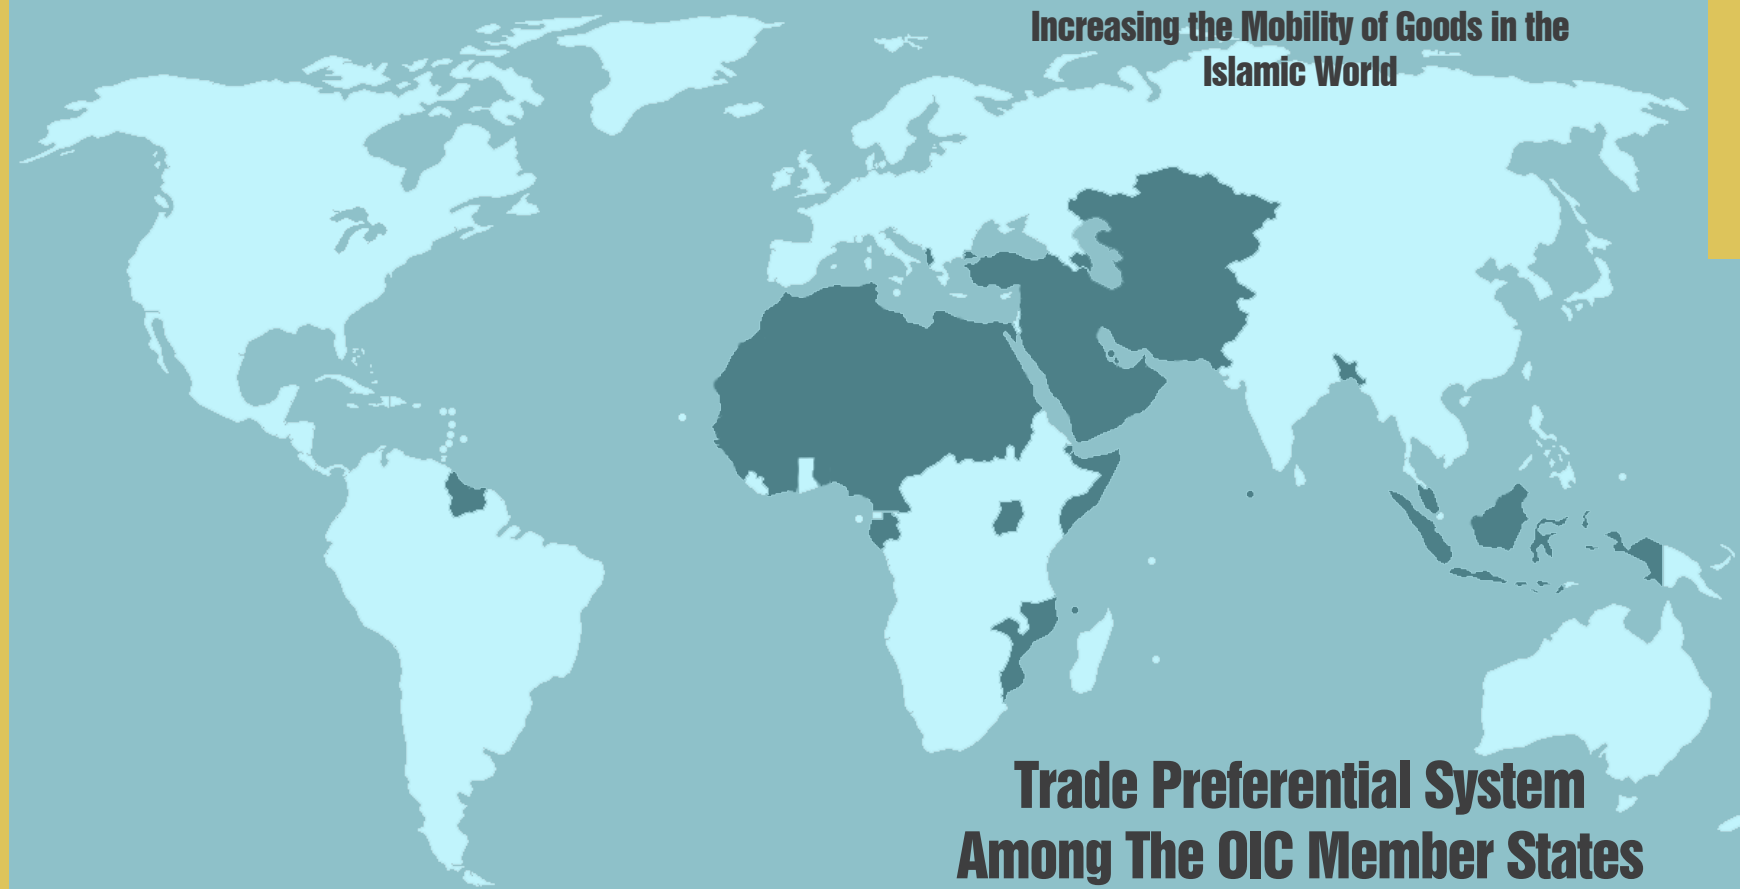 Increasing the Mobility of Goods in the
Islamic World
Trade Preferential System
Among The OIC Member States